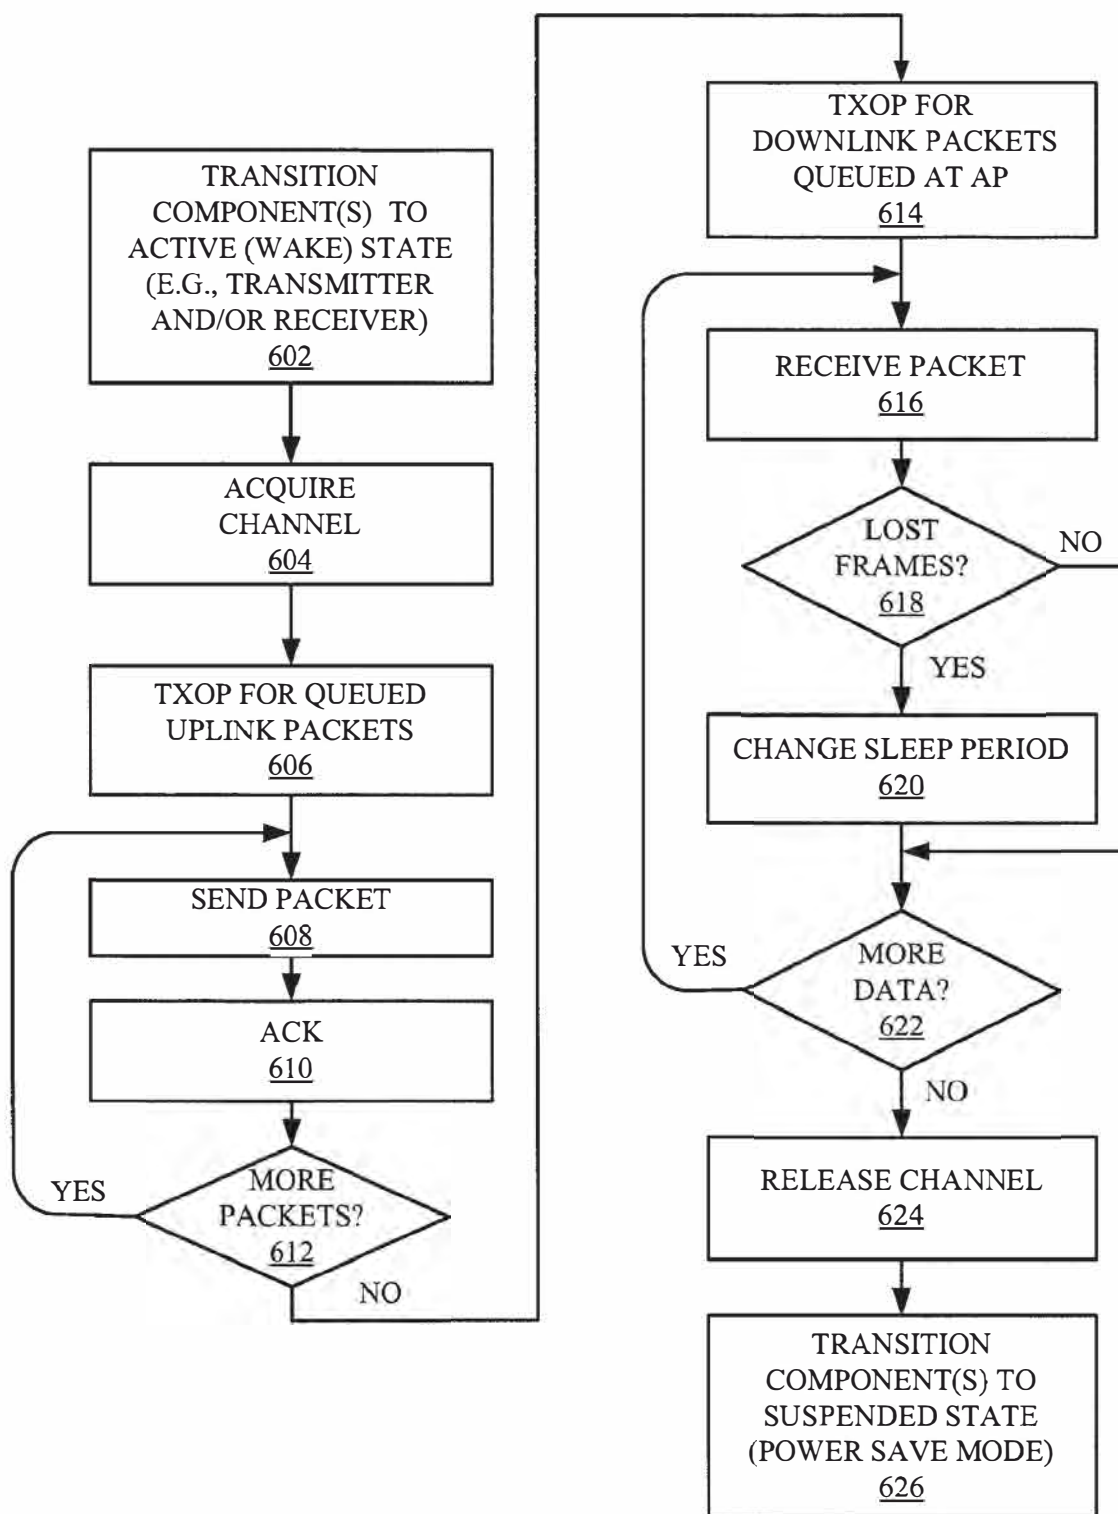 TRANSITION
COMPONENT(S) TO
ACTIVE (WAKE) STATE
(E.G., TRANSMITTER
AND/OR RECEIVER)
602
ACQUIRE
CHANNEL
604
TXOP FOR QUEUED
UPLINK PACKETS
606
SEND PACKET
608
ACK
610
YES
MORE
PACKETS?
612
NO
TXOP FOR
DOWNLINK PACKETS
QUEUED AT AP
614
RECEIVE PACKET
616
LOST
FRAMES?
618
NO
YES
CHANGE SLEEP PERIOD
620
YES
MORE
DATA?
622
NO
RELEASE CHANNEL
624
TRANSITION
COMPONENT(S) TO
SUSPENDED STATE
(POWER SAVE MODE)
626